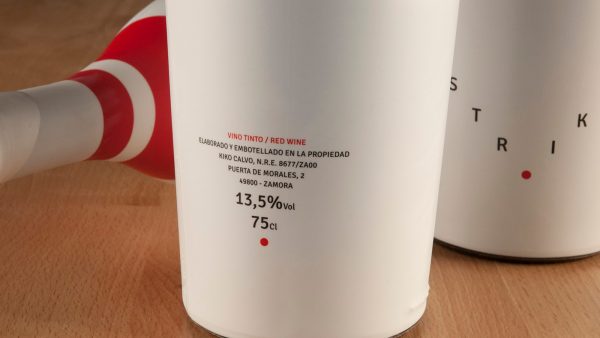 VINO TINTO / RED WINE
ELABORADO Y EMBOTELLADO EN LA PROPIEDAD
KIKO CALVO, N.R.E. 8677/ZA00
PUERTA DE MORALES, 2
49800 - ZAMORA
13,5%Vol
75Cl
S T R I K